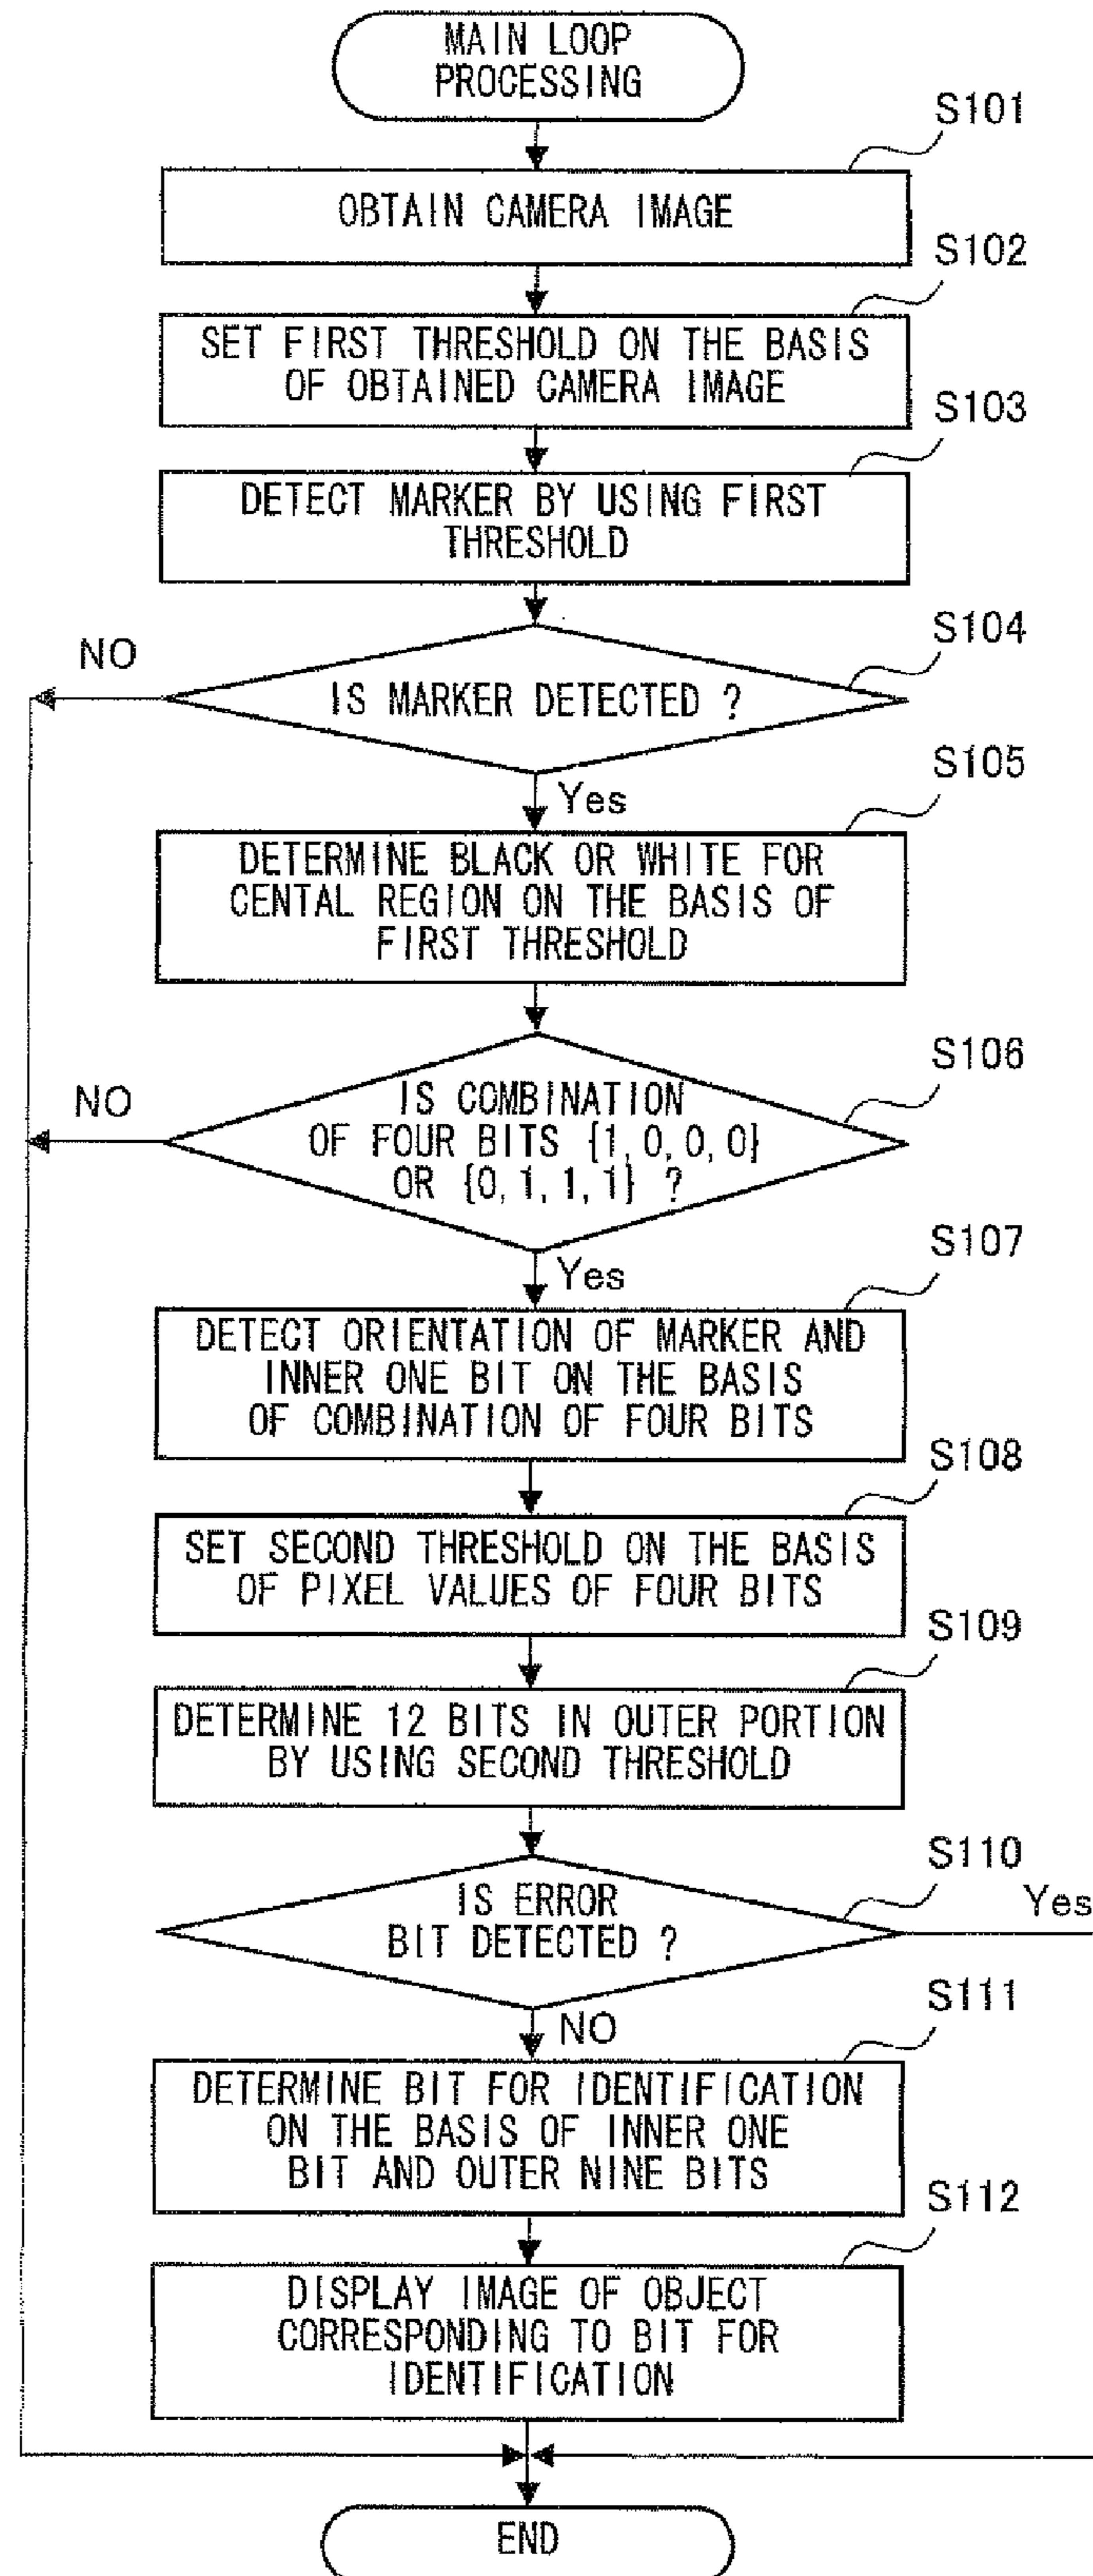 MAIN LOOP
PROCESSING
S101
OBTAIN CAMERA IMAGE
S102
SET FIRST THRESHOLD ON THE BASIS
OF OBTAINED CAMERA IMAGE
S103
DETECT MARKER BY USING FIRST
THRESHOLD
S104
NO
IS MARKER DETECTED ?
Yes
S105
DETERMINE BLACK OR WHITE FOR
CENTAL REGION ON THE BASIS OF
FIRST THRESHOLD
S106
NO
IS COMBINATION
OF FOUR BITS {1, 0, 0, 0}
OR {0, 1, 1, 1} ?
Yes
S107
DETECT ORIENTATION OF MARKER AND
INNER ONE BIT ON THE BASIS
OF COMBINATION OF FOUR BITS
S108
SET SECOND THRESHOLD ON THE BASIS
OF PIXEL VALUES OF FOUR BITS
S109
DETERMINE 12 BITS IN OUTER PORTION
BY USING SECOND THRESHOLD
S110
IS ERROR
BIT DETECTED ?
Yes
NO
S111
DETERMINE BIT FOR IDENTIFICATION
ON THE BASIS OF INNER ONE
BIT AND OUTER NINE BITS
S112
DISPLAY IMAGE OF OBJECT
CORRESPONDING TO BIT FOR
IDENTIFICATION
END